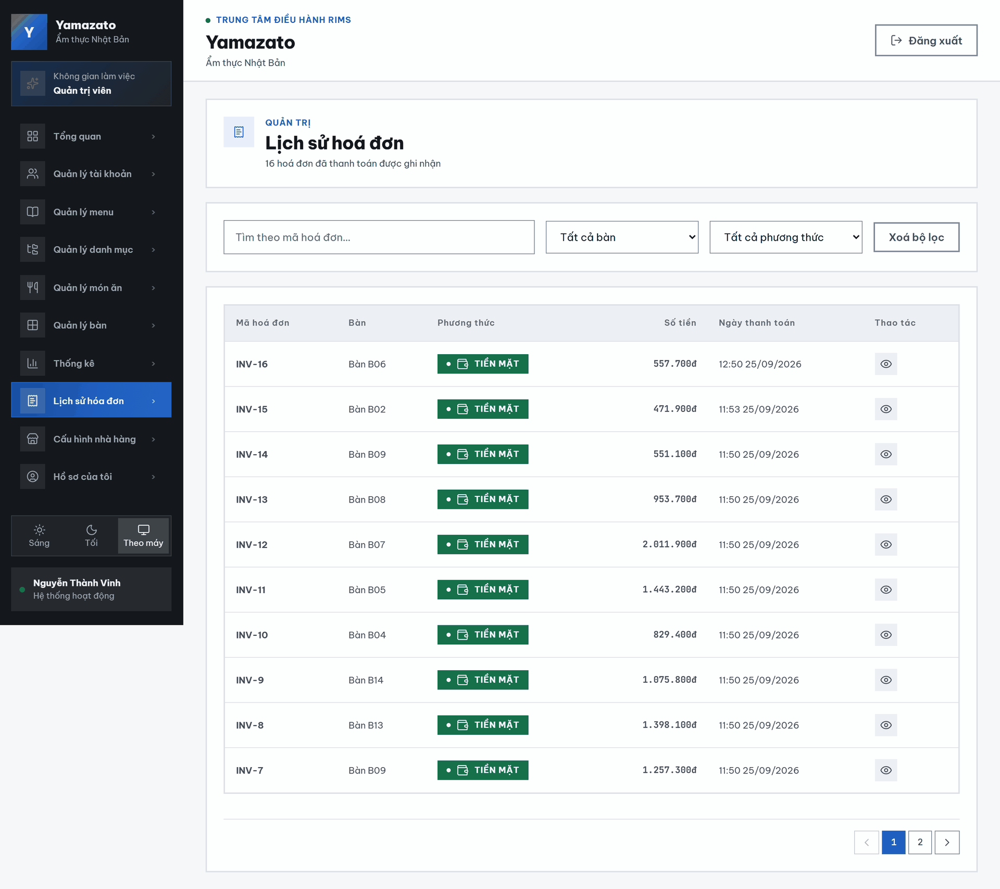 Y
Yamazato
Ẩm thực Nhật Bản
Không gian làm việc
Quản trị viên
Tổng quan
Quản lý tài khoản
Quản lý menu
Quản lý danh mục
Quản lý món ăn
Quản lý bàn
Thống kê
Lịch sử hóa đơn
Cấu hình nhà hàng
Hồ sơ của tôi
Sáng Tối Theo máy
Nguyễn Thành Vinh
Hệ thống hoạt động
TRUNG TÂM ĐIỀU HÀNH RIMS
Yamazato
Ẩm thực Nhật Bản
Đăng xuất
QUẢN TRỊ
Lịch sử hoá đơn
16 hoá đơn đã thanh toán được ghi nhận
Tìm theo mã hoá đơn... Tất cả bàn Tất cả phương thức Xoá bộ lọc
Mã hoá đơn Bàn Phương thức Số tiền Ngày thanh toán Thao tác
INV-16 Bàn B06 TIỀN MẶT 557.700đ 12:50 25/09/2026
INV-15 Bàn B02 TIỀN MẶT 471.900đ 11:53 25/09/2026
INV-14 Bàn B09 TIỀN MẶT 551.100đ 11:50 25/09/2026
INV-13 Bàn B08 TIỀN MẶT 953.700đ 11:50 25/09/2026
INV-12 Bàn B07 TIỀN MẶT 2.011.900đ 11:50 25/09/2026
INV-11 Bàn B05 TIỀN MẶT 1.443.200đ 11:50 25/09/2026
INV-10 Bàn B04 TIỀN MẶT 829.400đ 11:50 25/09/2026
INV-9 Bàn B14 TIỀN MẶT 1.075.800đ 11:50 25/09/2026
INV-8 Bàn B13 TIỀN MẶT 1.398.100đ 11:50 25/09/2026
INV-7 Bàn B09 TIỀN MẶT 1.257.300đ 11:50 25/09/2026
1 2